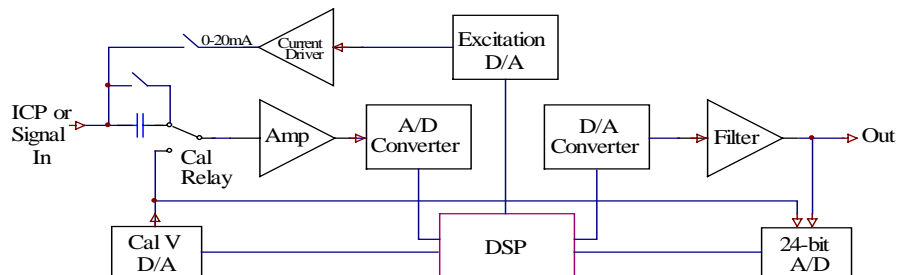 0-20mA
Current
Driver
Excitation
D/A
ICP or
Signal
In
Cal
Relay
Amp
A/D
Converter
D/A
Converter
Filter
Out
Cal V
D/A
DSP
24-bit
A/D